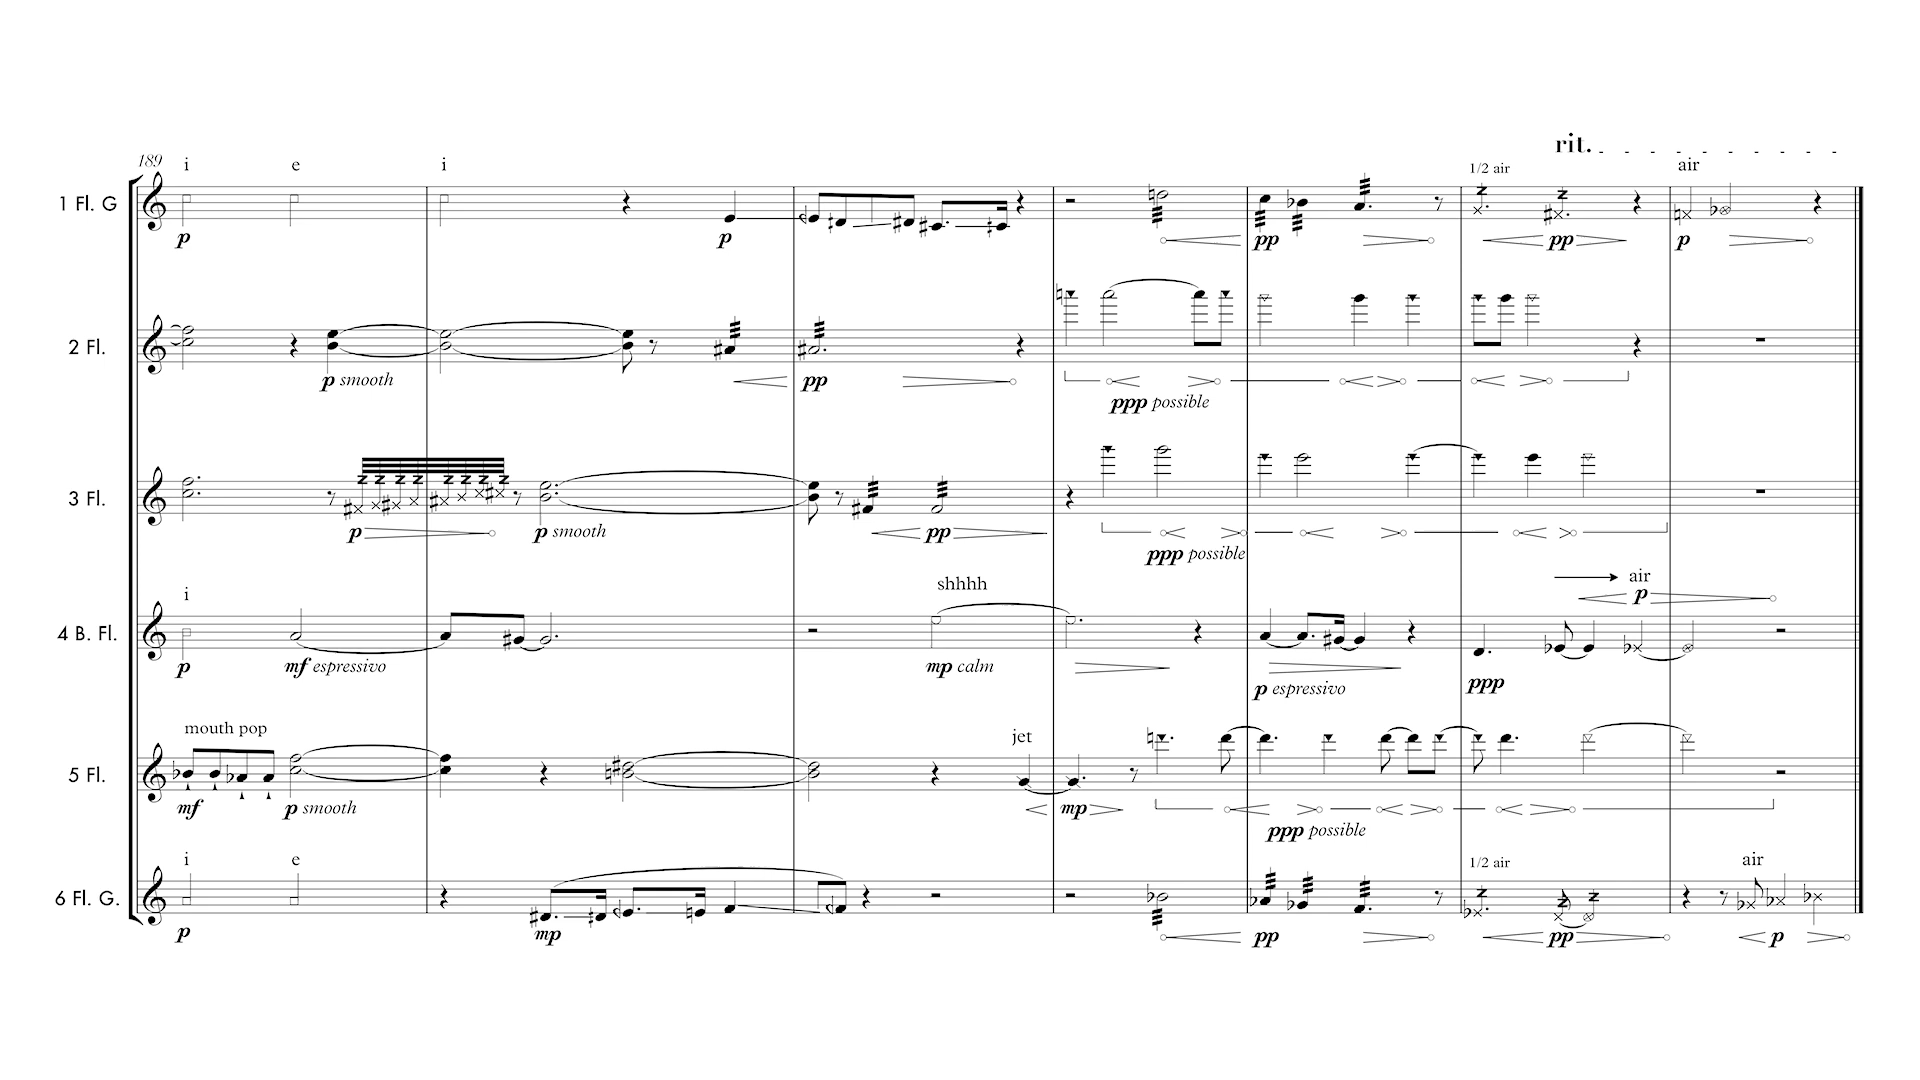 rit.
189 i e i 1/2 air air
1 Fl. G
p p pp pp p
2 Fl.
p smooth pp
ppp possible
3 Fl.
p p smooth pp
ppp possible
i shhhh air
p
4 B. Fl.
p mf espressivo mp calm ppp
p espressivo
mouth pop jet
5 Fl.
mf p smooth mp
ppp possible
i e 1/2 air air
6 Fl. G.
p mp pp pp p